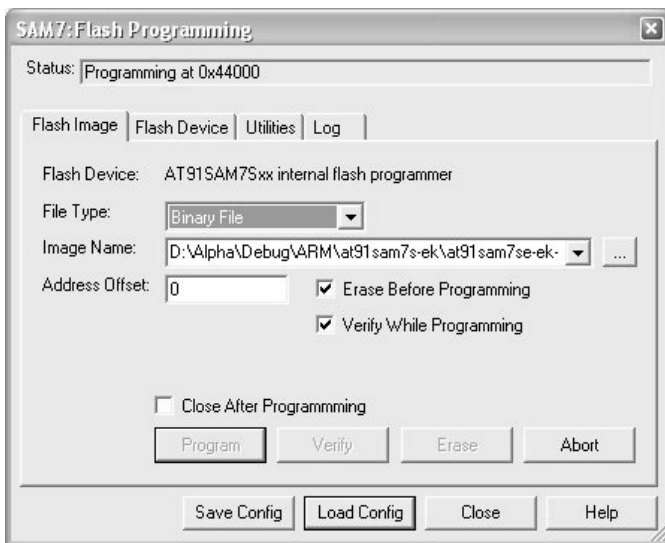 SAM7:Flash Programming
Status: Programming at 0x44000
Flash Image Flash Device Utilities Log
Flash Device: AT91SAM7Sxx internal flash programmer
File Type: Binary File
Image Name: D:\Alpha\Debug\ARM\at91sam7s-ek\at91sam7se-ek- ...
Address Offset: 0 Erase Before Programming
Verify While Programming
Close After Programmming
Program Verify Erase Abort
Save Config Load Config Close Help